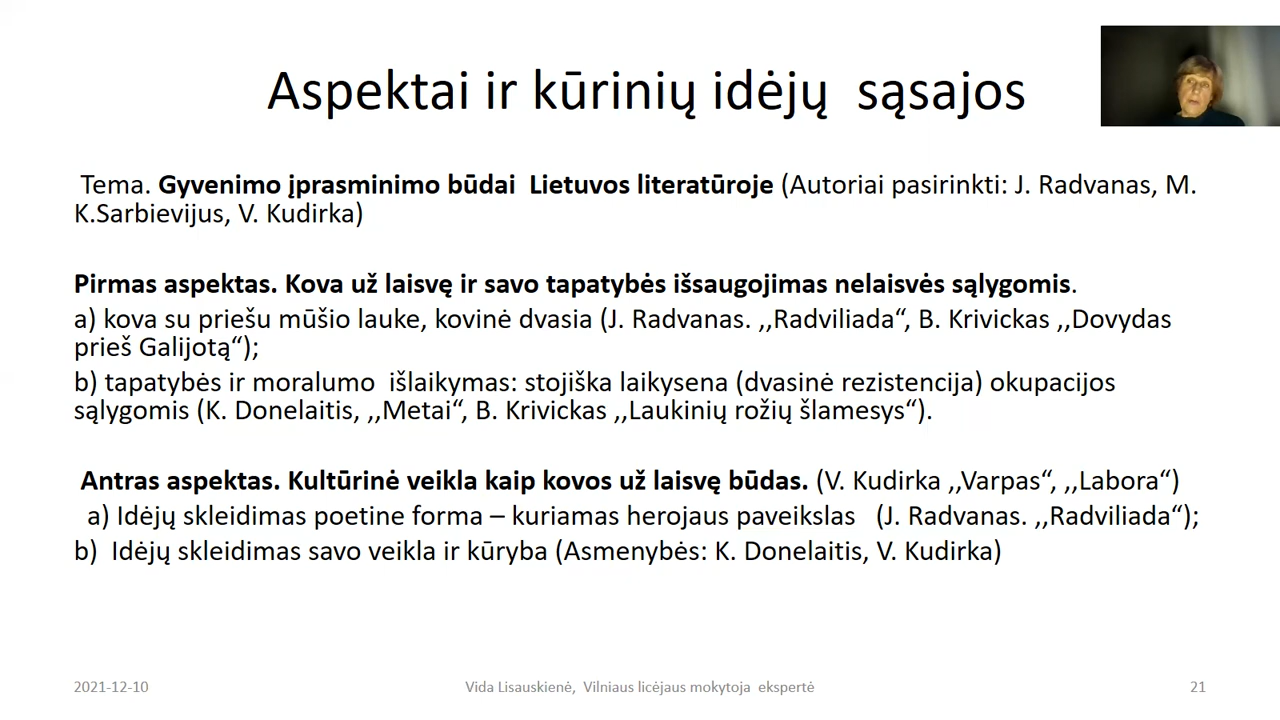 Aspektai ir kūrinių idėjų sąsajos
Tema. Gyvenimo įprasminimo būdai Lietuvos literatūroje (Autoriai pasirinkti: J. Radvanas, M.
K.Sarbievijus, V. Kudirka)
Pirmas aspektas. Kova už laisvę ir savo tapatybės išsaugojimas nelaisvės sąlygomis.
a) kova su priešu mūšio lauke, kovinė dvasia (J. Radvanas. ,,Radviliada“, B. Krivickas ,,Dovydas
prieš Galijotą“);
b) tapatybės ir moralumo išlaikymas: stojiška laikysena (dvasinė rezistencija) okupacijos
sąlygomis (K. Donelaitis, ,,Metai“, B. Krivickas ,,Laukinių rožių šlamesys“).
Antras aspektas. Kultūrinė veikla kaip kovos už laisvę būdas. (V. Kudirka ,,Varpas“, ,,Labora“)
a) Idėjų skleidimas poetine forma – kuriamas herojaus paveikslas (J. Radvanas. ,,Radviliada“);
b) Idėjų skleidimas savo veikla ir kūryba (Asmenybės: K. Donelaitis, V. Kudirka)
2021-12-10 Vida Lisauskienė, Vilniaus licėjaus mokytoja ekspertė 21